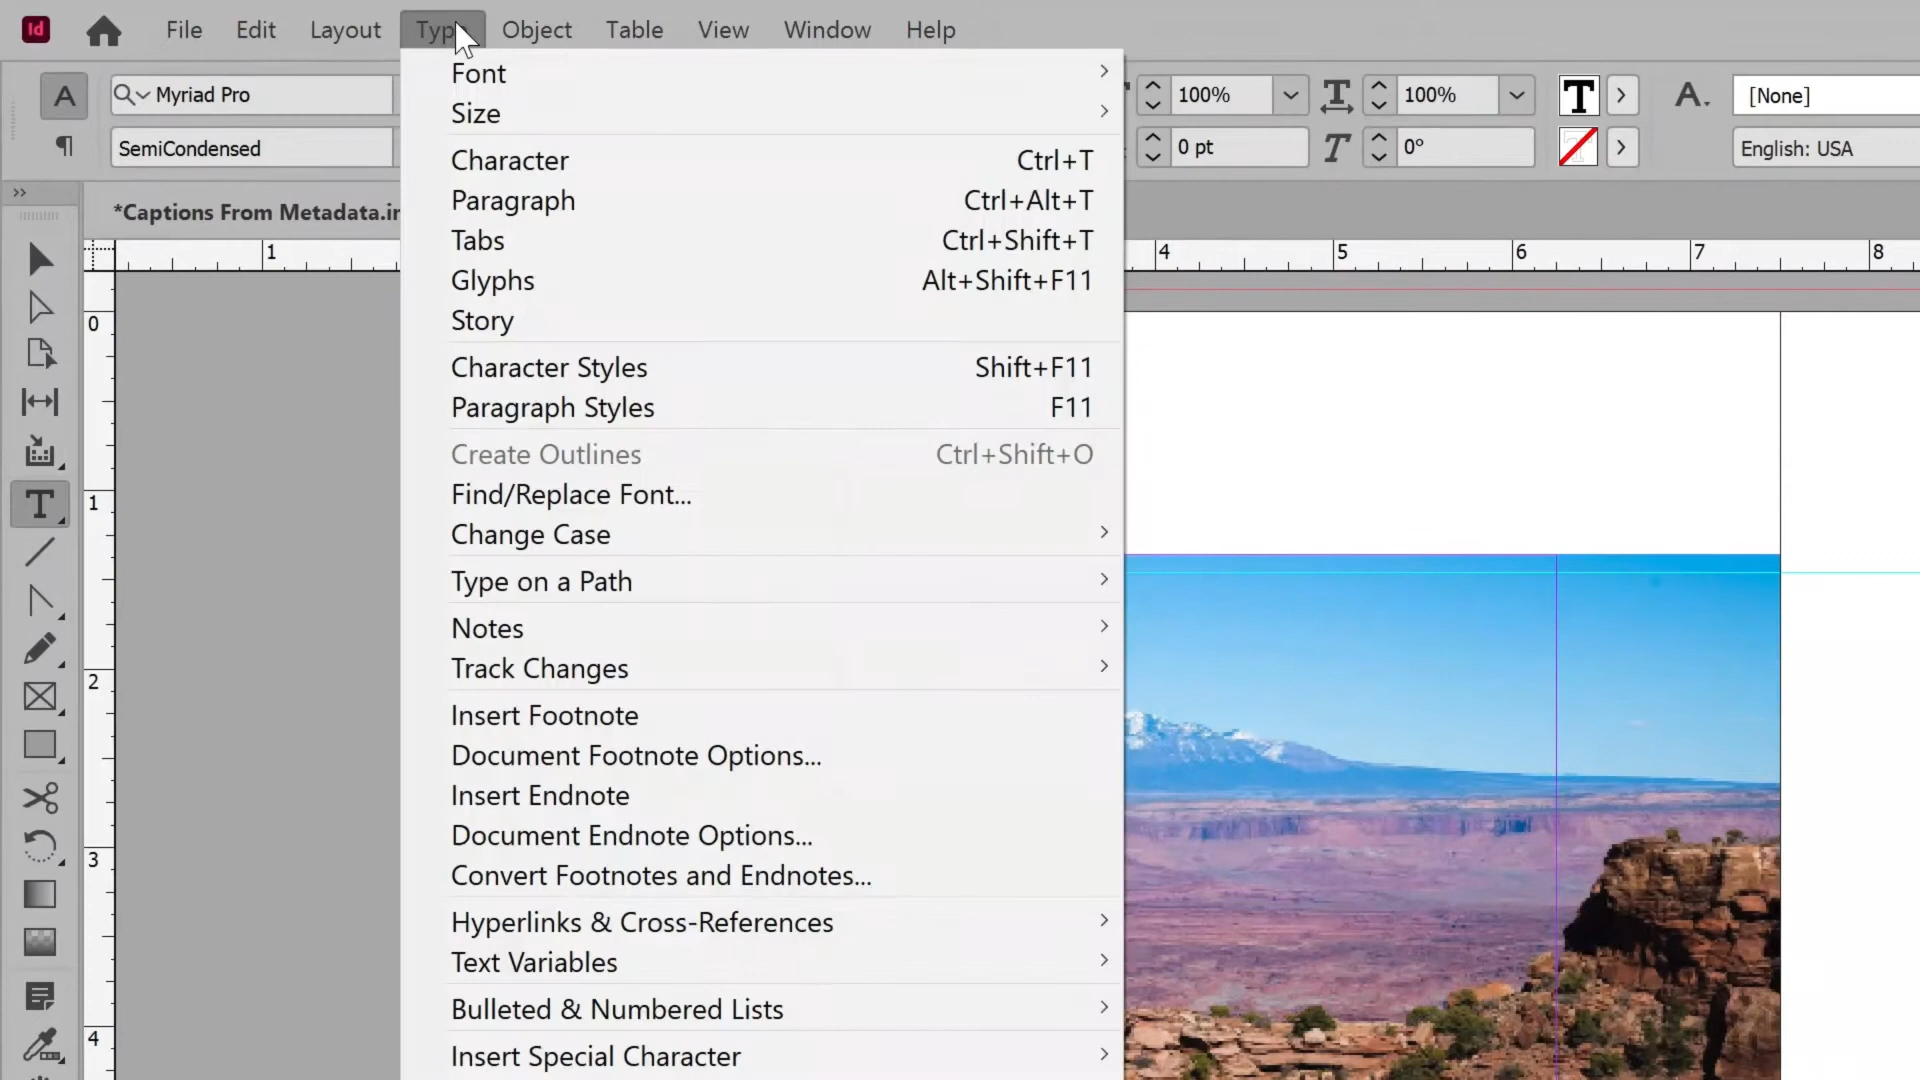 Id
File Edit Layout Type Object Table View Window Help
A Myriad Pro 100% 100% T A. [None]
¶ SemiCondensed 0 pt T 0° English: USA
*Captions From Metadata.in
1 4 5 6 7 8
0
1
2
3
4
T
Font
Size
Character Ctrl+T
Paragraph Ctrl+Alt+T
Tabs Ctrl+Shift+T
Glyphs Alt+Shift+F11
Story
Character Styles Shift+F11
Paragraph Styles F11
Create Outlines Ctrl+Shift+O
Find/Replace Font...
Change Case
Type on a Path
Notes
Track Changes
Insert Footnote
Document Footnote Options...
Insert Endnote
Document Endnote Options...
Convert Footnotes and Endnotes...
Hyperlinks & Cross-References
Text Variables
Bulleted & Numbered Lists
Insert Special Character